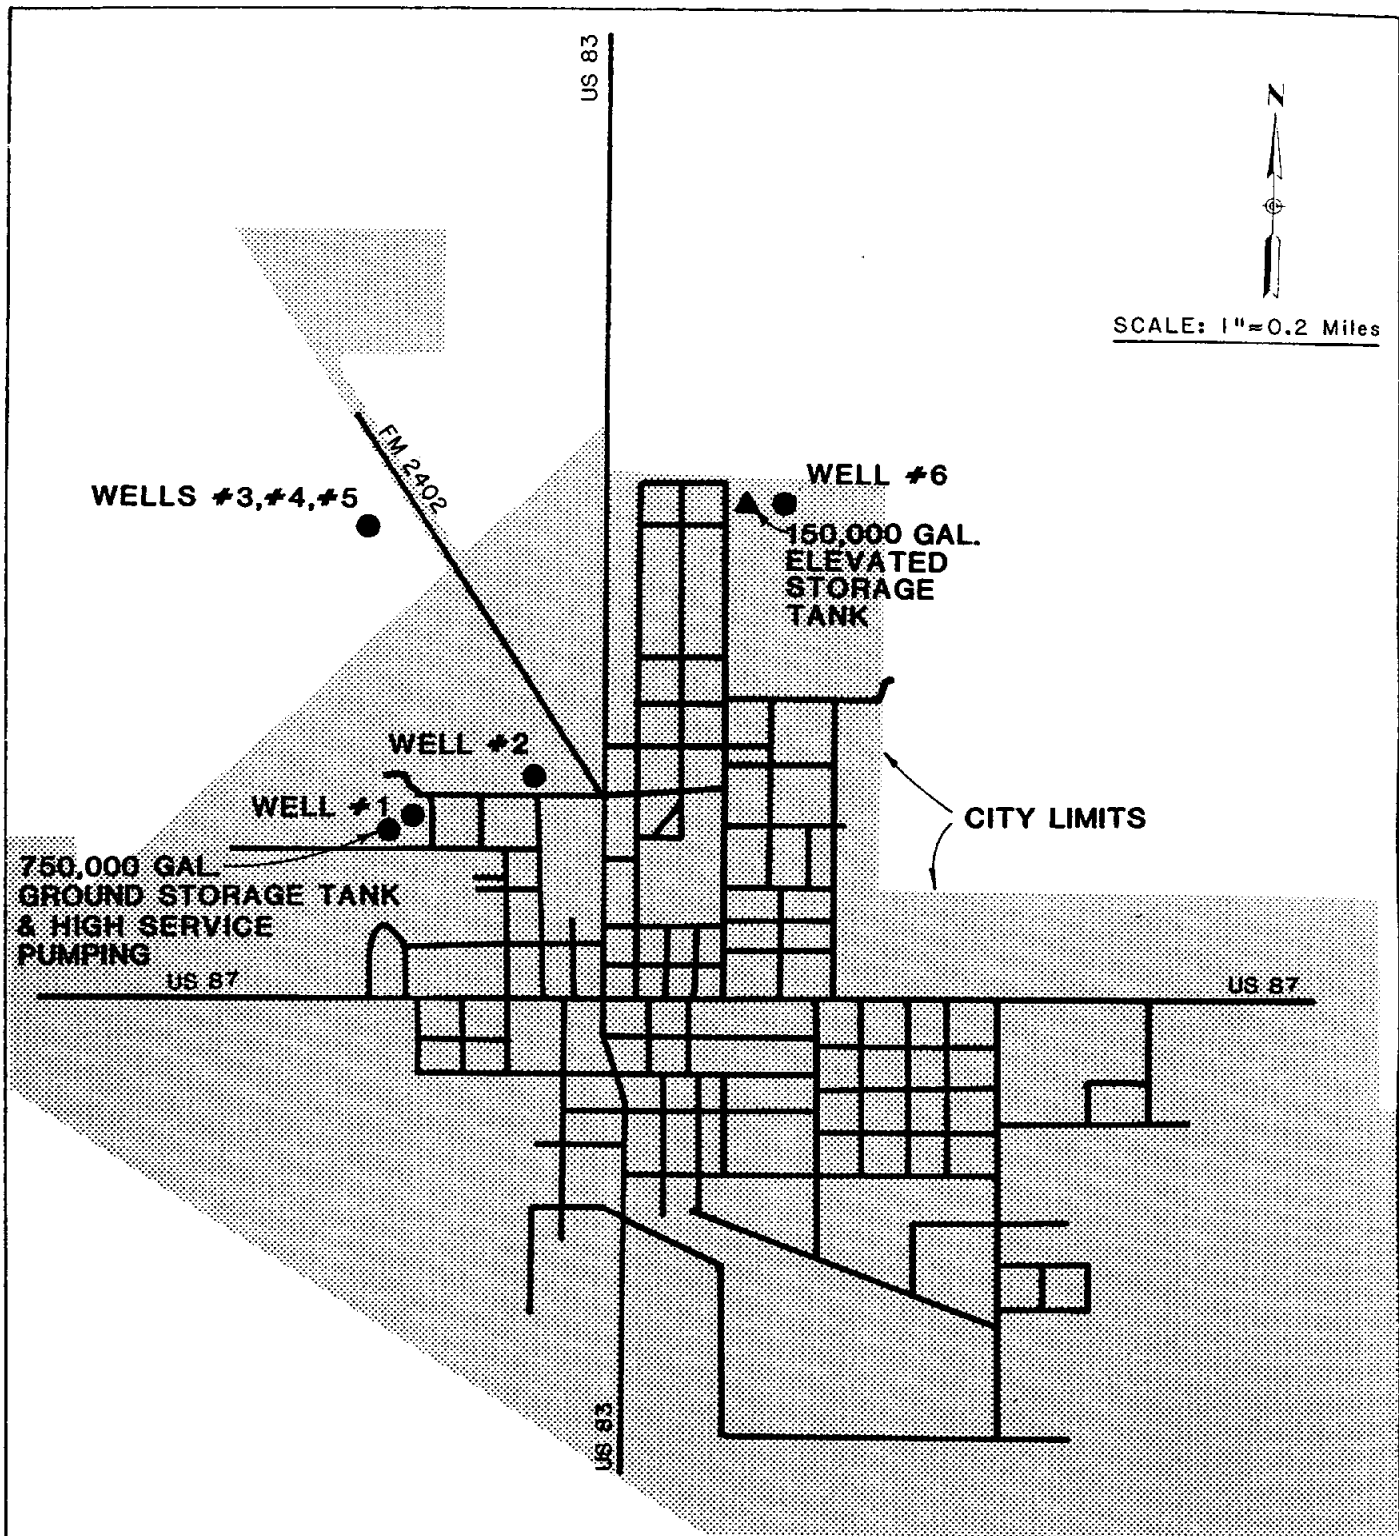 US 83
N
SCALE: 1"≈0.2 Miles
FM 2402
WELLS #3,#4,#5
WELL #6
150,000 GAL.
ELEVATED
STORAGE
TANK
WELL #2
WELL #1
CITY LIMITS
750,000 GAL.
GROUND STORAGE TANK
& HIGH SERVICE
PUMPING
US 87
US 87
US 83